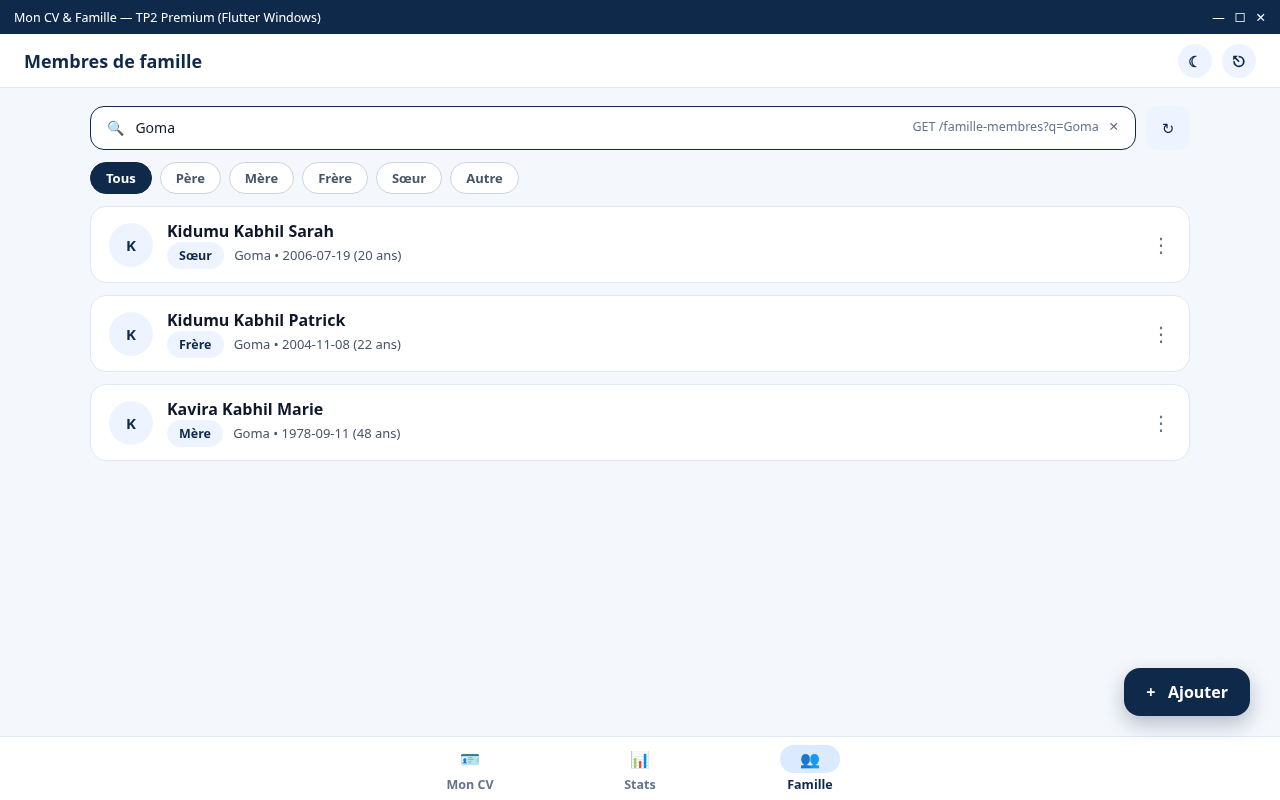 Mon CV & Famille — TP2 Premium (Flutter Windows)
Membres de famille
Goma
GET /famille-membres?q=Goma
Tous
Père
Mère
Frère
Sœur
Autre
K
Kidumu Kabhil Sarah
Sœur
Goma • 2006-07-19 (20 ans)
K
Kidumu Kabhil Patrick
Frère
Goma • 2004-11-08 (22 ans)
K
Kavira Kabhil Marie
Mère
Goma • 1978-09-11 (48 ans)
+ Ajouter
Mon CV
Stats
Famille